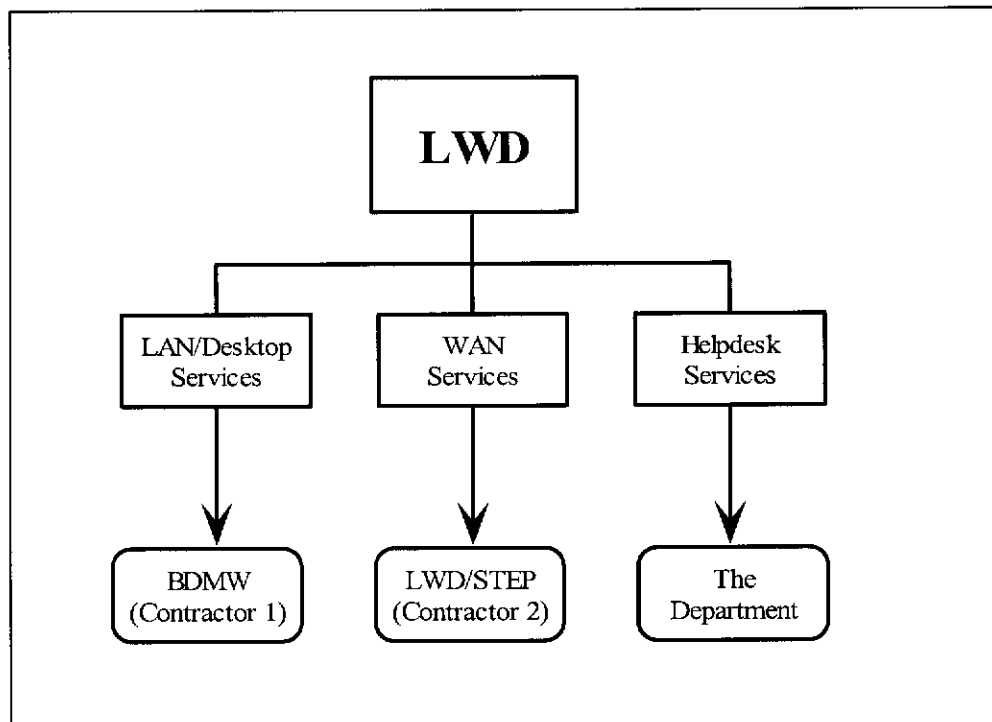 LWD
LAN/Desktop
Services
WAN
Services
Helpdesk
Services
BDMW
(Contractor 1)
LWD/STEP
(Contractor 2)
The
Department